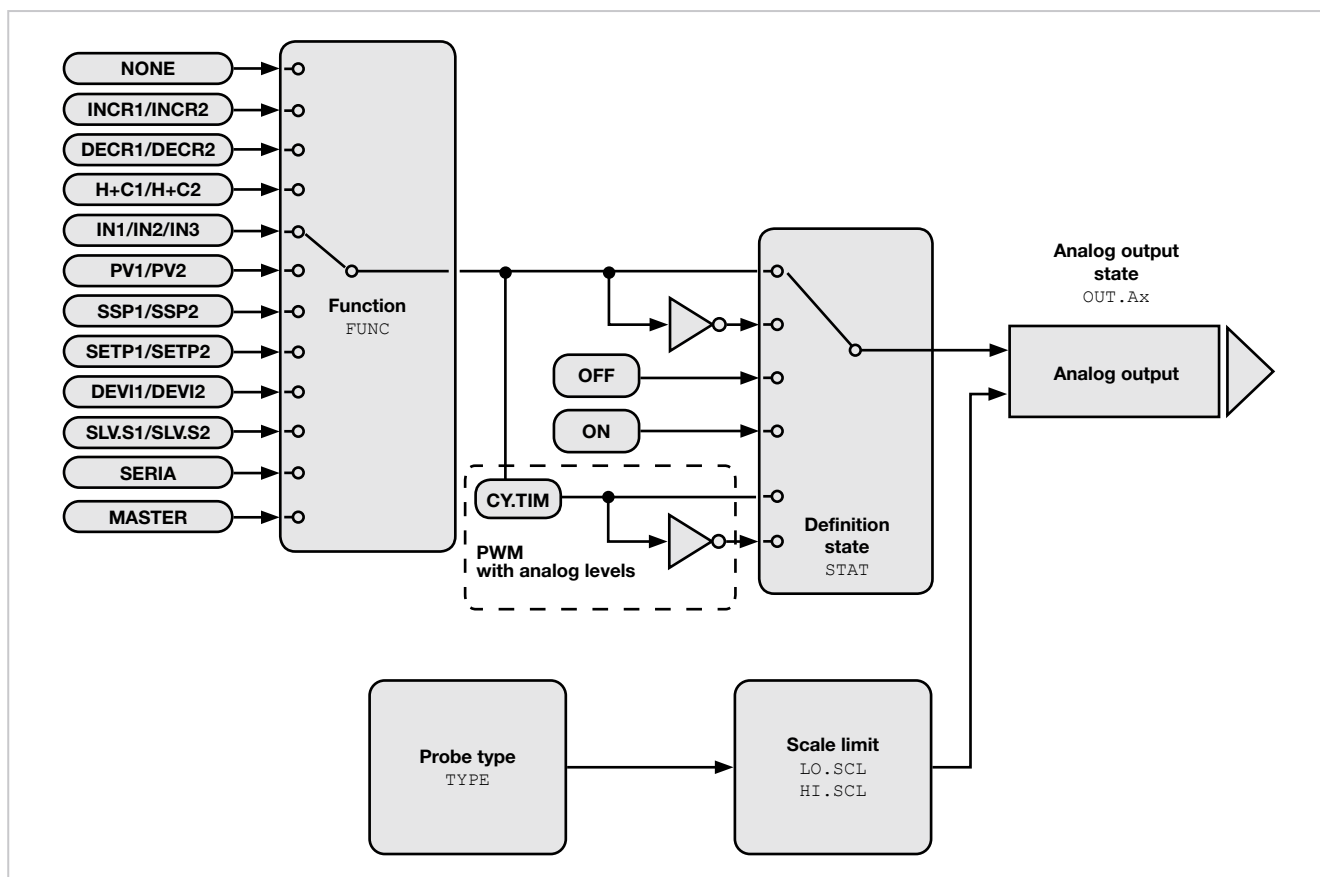 NONE
INCR1/INCR2
DECR1/DECR2
H+C1/H+C2
IN1/IN2/IN3
PV1/PV2
SSP1/SSP2
SETP1/SETP2
DEVI1/DEVI2
SLV.S1/SLV.S2
SERIA
MASTER
Function
FUNC
OFF
ON
CY.TIM
PWM
with analog levels
Definition
state
STAT
Analog output
state
OUT.Ax
Analog output
Probe type
TYPE
Scale limit
LO.SCL
HI.SCL